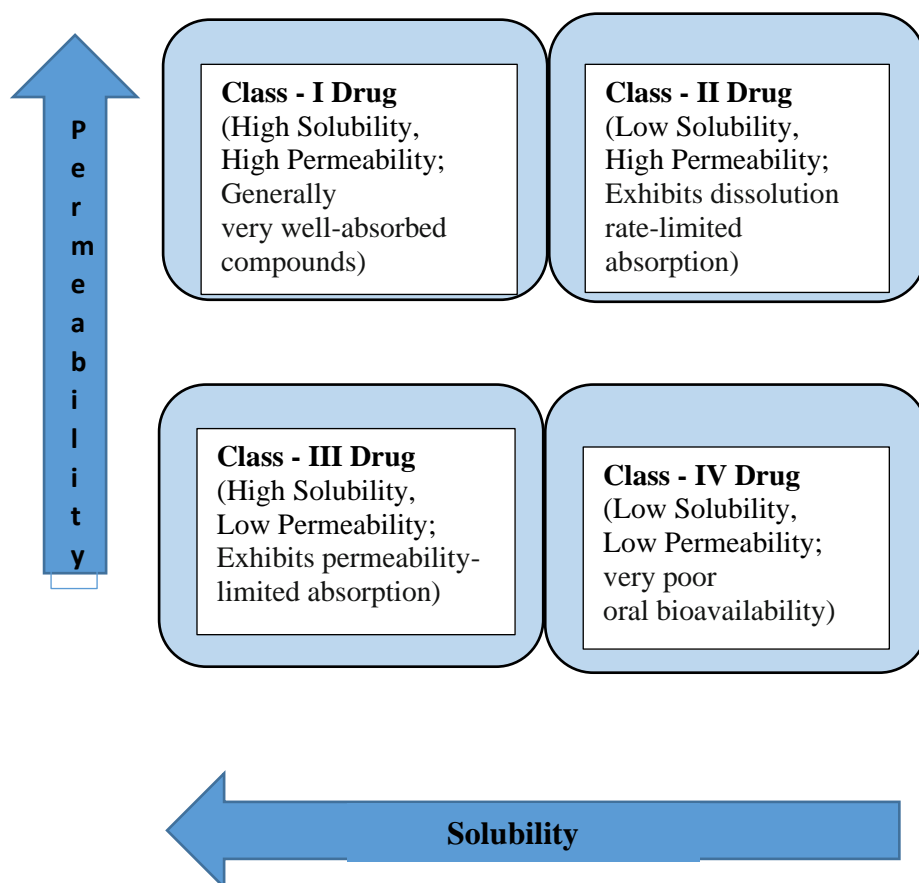 Permeability
Class - I Drug
(High Solubility,
High Permeability;
Generally
very well-absorbed
compounds)
Class - II Drug
(Low Solubility,
High Permeability;
Exhibits dissolution
rate-limited
absorption)
Class - III Drug
(High Solubility,
Low Permeability;
Exhibits permeability-
limited absorption)
Class - IV Drug
(Low Solubility,
Low Permeability;
very poor
oral bioavailability)
Solubility